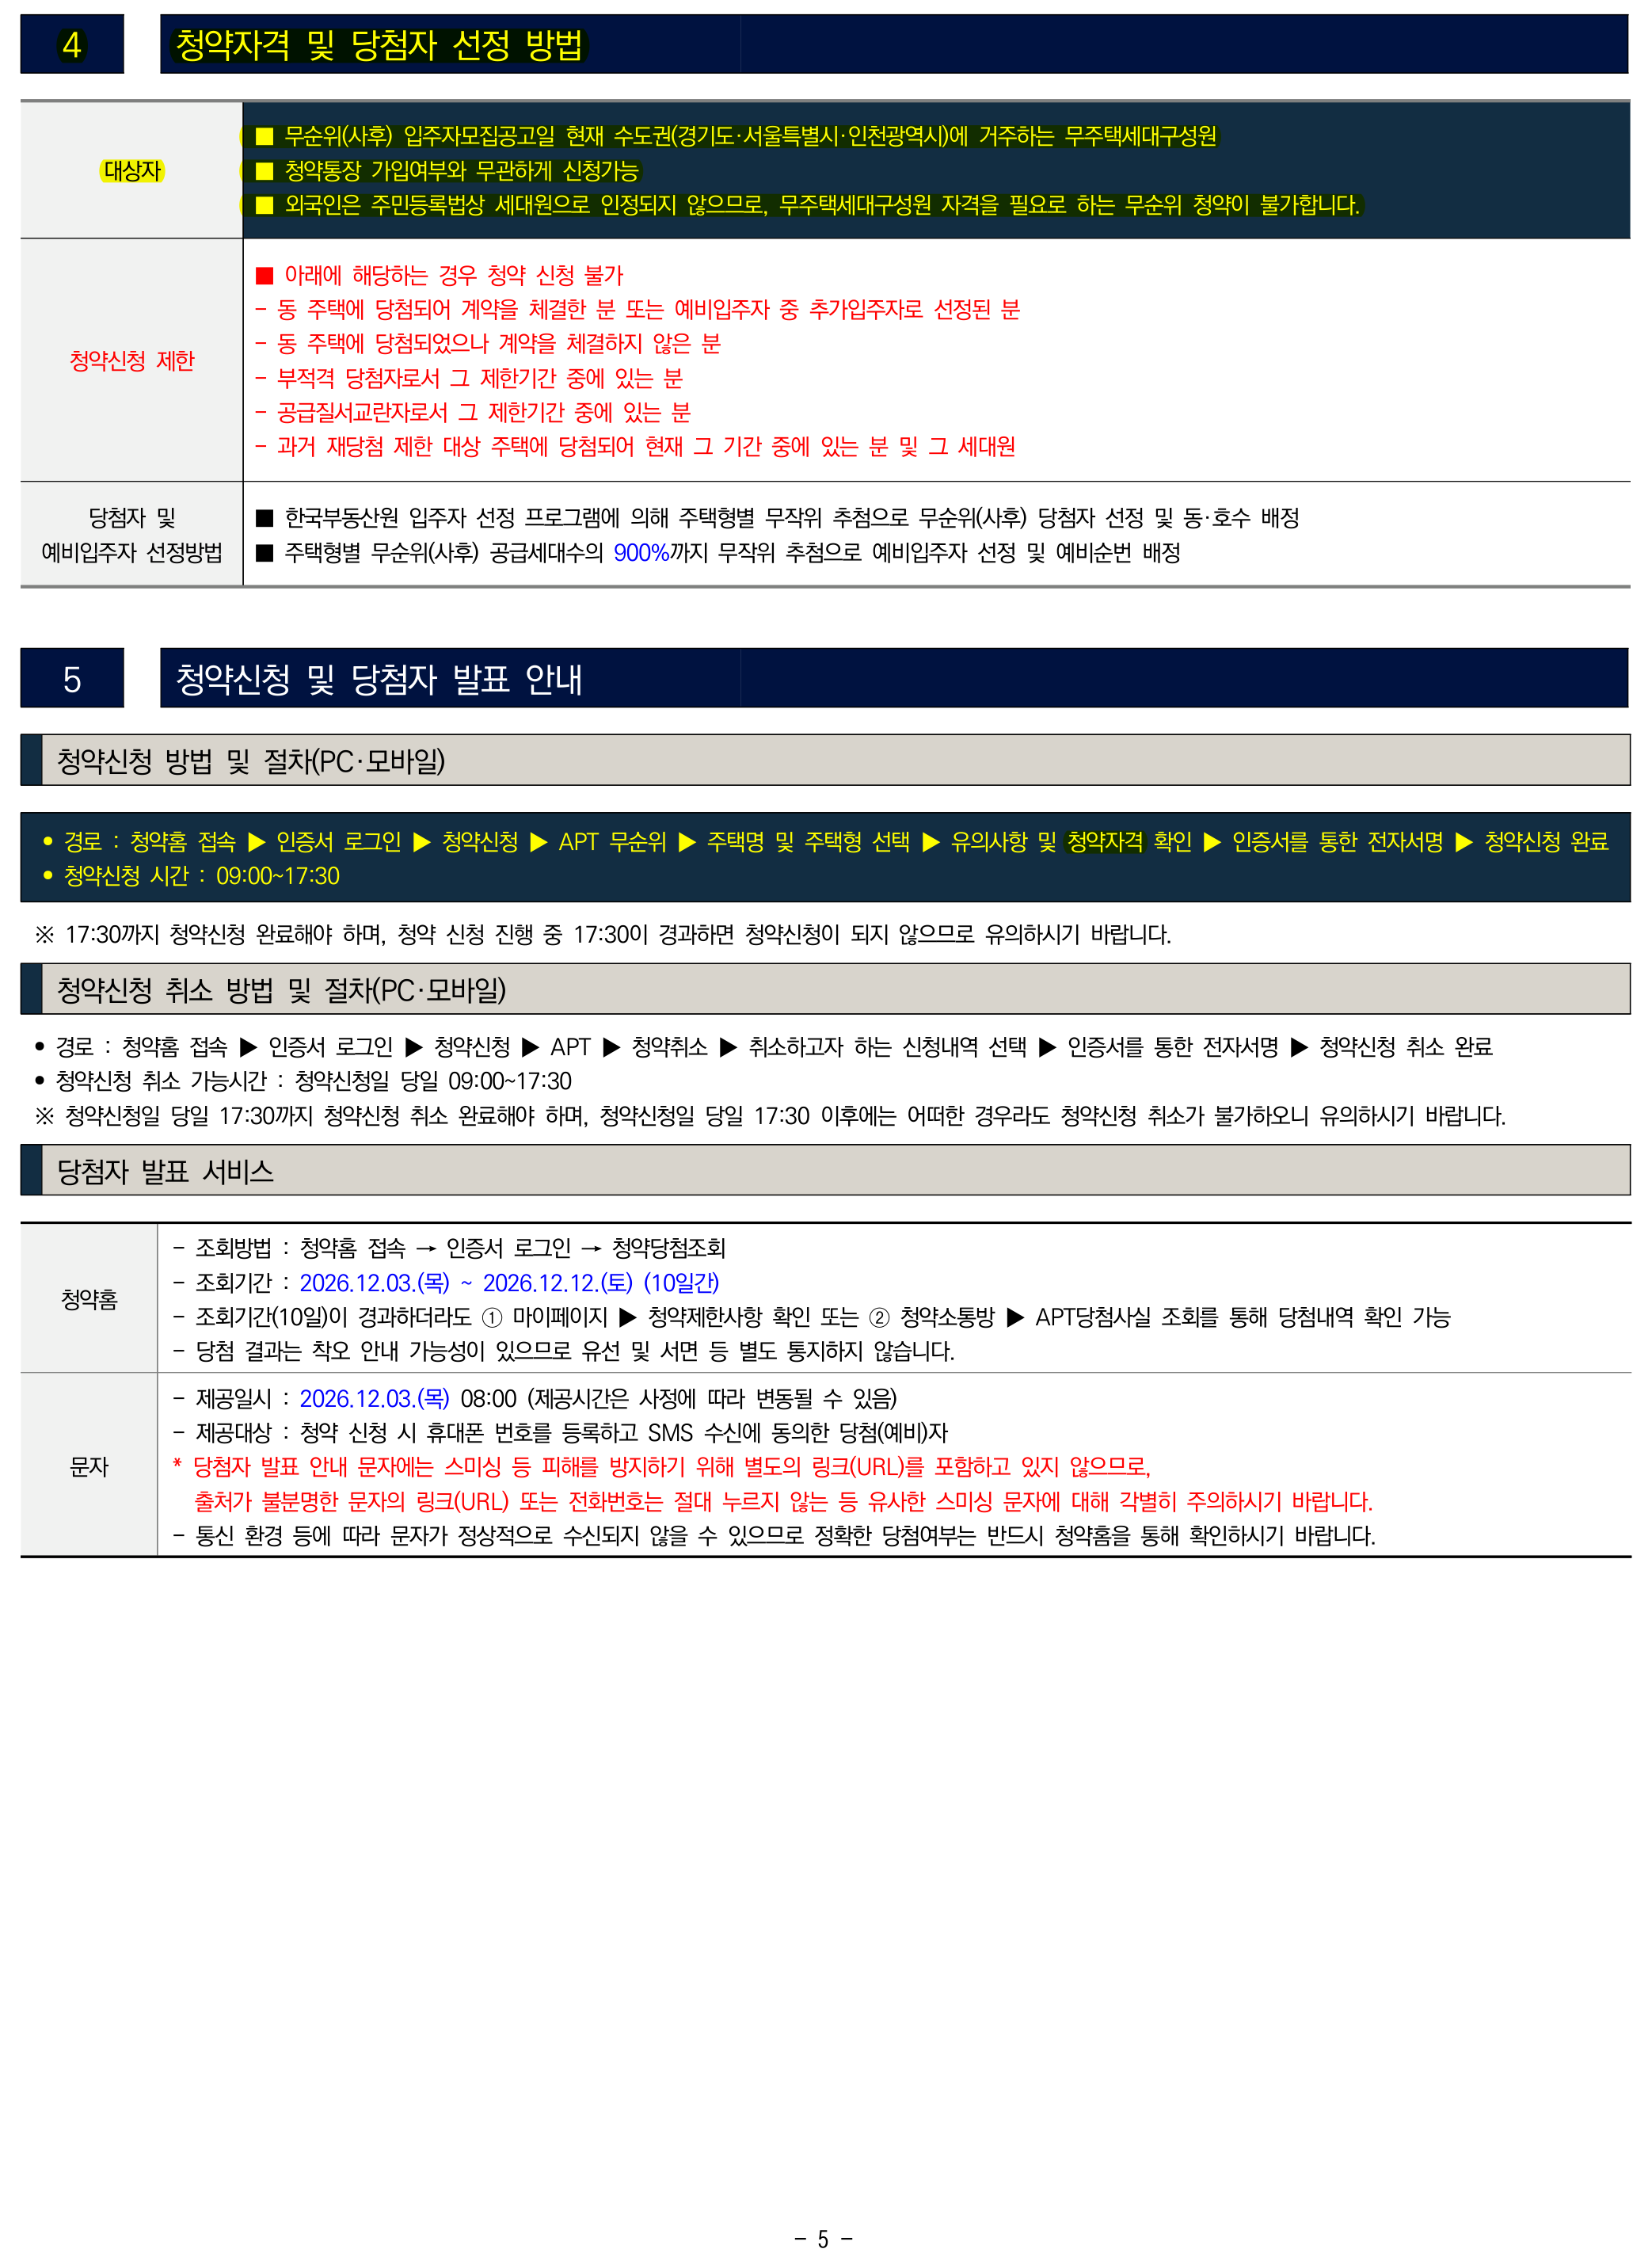 4 청약자격 및 당첨자 선정 방법
대상자
■ 무순위(사후) 입주자모집공고일 현재 수도권(경기도·서울특별시·인천광역시)에 거주하는 무주택세대구성원
■ 청약통장 가입여부와 무관하게 신청가능
■ 외국인은 주민등록법상 세대원으로 인정되지 않으므로, 무주택세대구성원 자격을 필요로 하는 무순위 청약이 불가합니다.
청약신청 제한
■ 아래에 해당하는 경우 청약 신청 불가
- 동 주택에 당첨되어 계약을 체결한 분 또는 예비입주자 중 추가입주자로 선정된 분
- 동 주택에 당첨되었으나 계약을 체결하지 않은 분
- 부적격 당첨자로서 그 제한기간 중에 있는 분
- 공급질서교란자로서 그 제한기간 중에 있는 분
- 과거 재당첨 제한 대상 주택에 당첨되어 현재 그 기간 중에 있는 분 및 그 세대원
당첨자 및
예비입주자 선정방법
■ 한국부동산원 입주자 선정 프로그램에 의해 주택형별 무작위 추첨으로 무순위(사후) 당첨자 선정 및 동·호수 배정
■ 주택형별 무순위(사후) 공급세대수의 900%까지 무작위 추첨으로 예비입주자 선정 및 예비순번 배정
5 청약신청 및 당첨자 발표 안내
청약신청 방법 및 절차(PC·모바일)
• 경로 : 청약홈 접속 ▶ 인증서 로그인 ▶ 청약신청 ▶ APT 무순위 ▶ 주택명 및 주택형 선택 ▶ 유의사항 및 청약자격 확인 ▶ 인증서를 통한 전자서명 ▶ 청약신청 완료
• 청약신청 시간 : 09:00~17:30
※ 17:30까지 청약신청 완료해야 하며, 청약 신청 진행 중 17:30이 경과하면 청약신청이 되지 않으므로 유의하시기 바랍니다.
청약신청 취소 방법 및 절차(PC·모바일)
• 경로 : 청약홈 접속 ▶ 인증서 로그인 ▶ 청약신청 ▶ APT ▶ 청약취소 ▶ 취소하고자 하는 신청내역 선택 ▶ 인증서를 통한 전자서명 ▶ 청약신청 취소 완료
• 청약신청 취소 가능시간 : 청약신청일 당일 09:00~17:30
※ 청약신청일 당일 17:30까지 청약신청 취소 완료해야 하며, 청약신청일 당일 17:30 이후에는 어떠한 경우라도 청약신청 취소가 불가하오니 유의하시기 바랍니다.
당첨자 발표 서비스
청약홈
- 조회방법 : 청약홈 접속 → 인증서 로그인 → 청약당첨조회
- 조회기간 : 2026.12.03.(목) ~ 2026.12.12.(토) (10일간)
- 조회기간(10일)이 경과하더라도 ① 마이페이지 ▶ 청약제한사항 확인 또는 ② 청약소통방 ▶ APT당첨사실 조회를 통해 당첨내역 확인 가능
- 당첨 결과는 착오 안내 가능성이 있으므로 유선 및 서면 등 별도 통지하지 않습니다.
문자
- 제공일시 : 2026.12.03.(목) 08:00 (제공시간은 사정에 따라 변동될 수 있음)
- 제공대상 : 청약 신청 시 휴대폰 번호를 등록하고 SMS 수신에 동의한 당첨(예비)자
* 당첨자 발표 안내 문자에는 스미싱 등 피해를 방지하기 위해 별도의 링크(URL)를 포함하고 있지 않으므로,
출처가 불분명한 문자의 링크(URL) 또는 전화번호는 절대 누르지 않는 등 유사한 스미싱 문자에 대해 각별히 주의하시기 바랍니다.
- 통신 환경 등에 따라 문자가 정상적으로 수신되지 않을 수 있으므로 정확한 당첨여부는 반드시 청약홈을 통해 확인하시기 바랍니다.
- 5 -